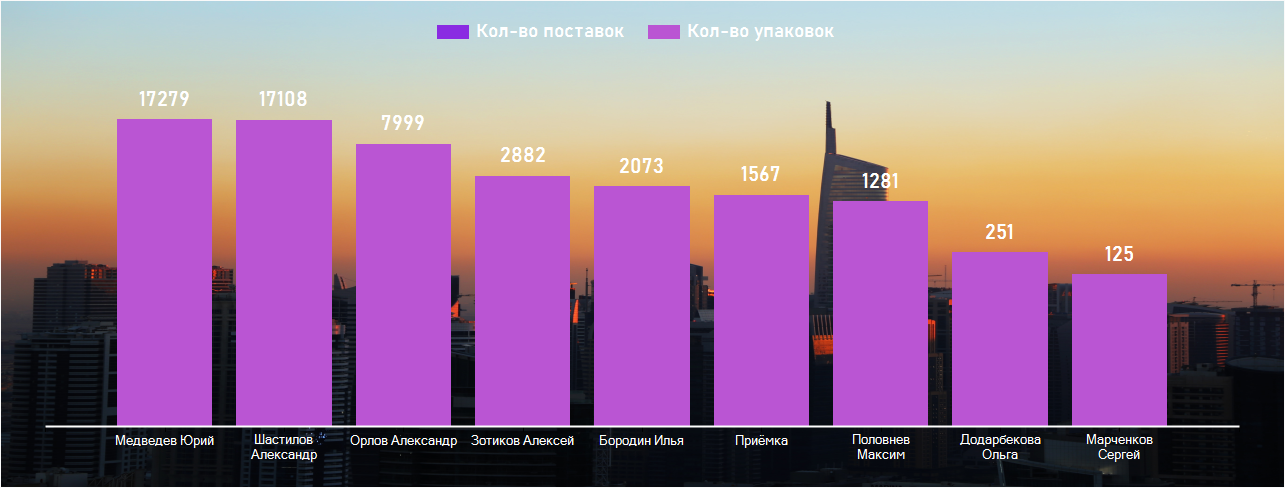 Кол-во поставок Кол-во упаковок
17279 17108 7999 2882 2073 1567 1281 251 125
Медведев Юрий
Шастилов
Александр
Орлов Александр
Зотиков Алексей
Бородин Илья
Приёмка
Половнев
Максим
Додарбекова
Ольга
Марченков
Сергей